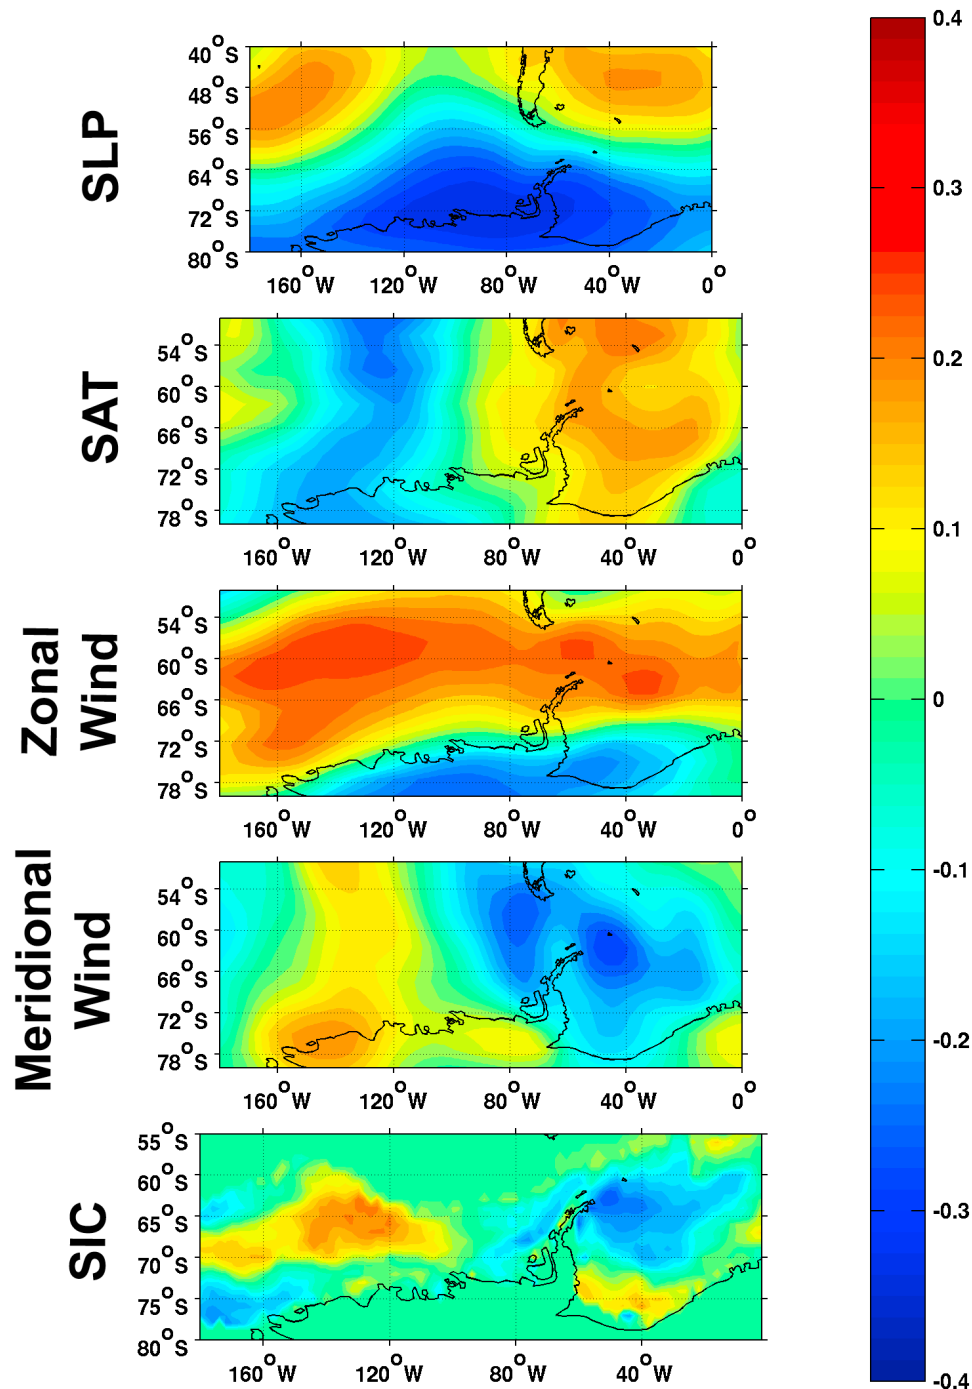 SLP
40°S
48°S
56°S
64°S
72°S
80°S
160°W 120°W 80°W 40°W 0°
SAT
54°S
60°S
66°S
72°S
78°S
160°W 120°W 80°W 40°W 0°
Zonal
Wind
54°S
60°S
66°S
72°S
78°S
160°W 120°W 80°W 40°W 0°
Meridional
Wind
54°S
60°S
66°S
72°S
78°S
160°W 120°W 80°W 40°W 0°
SIC
55°S
60°S
65°S
70°S
75°S
80°S
160°W 120°W 80°W 40°W
0.4
0.3
0.2
0.1
0
-0.1
-0.2
-0.3
-0.4